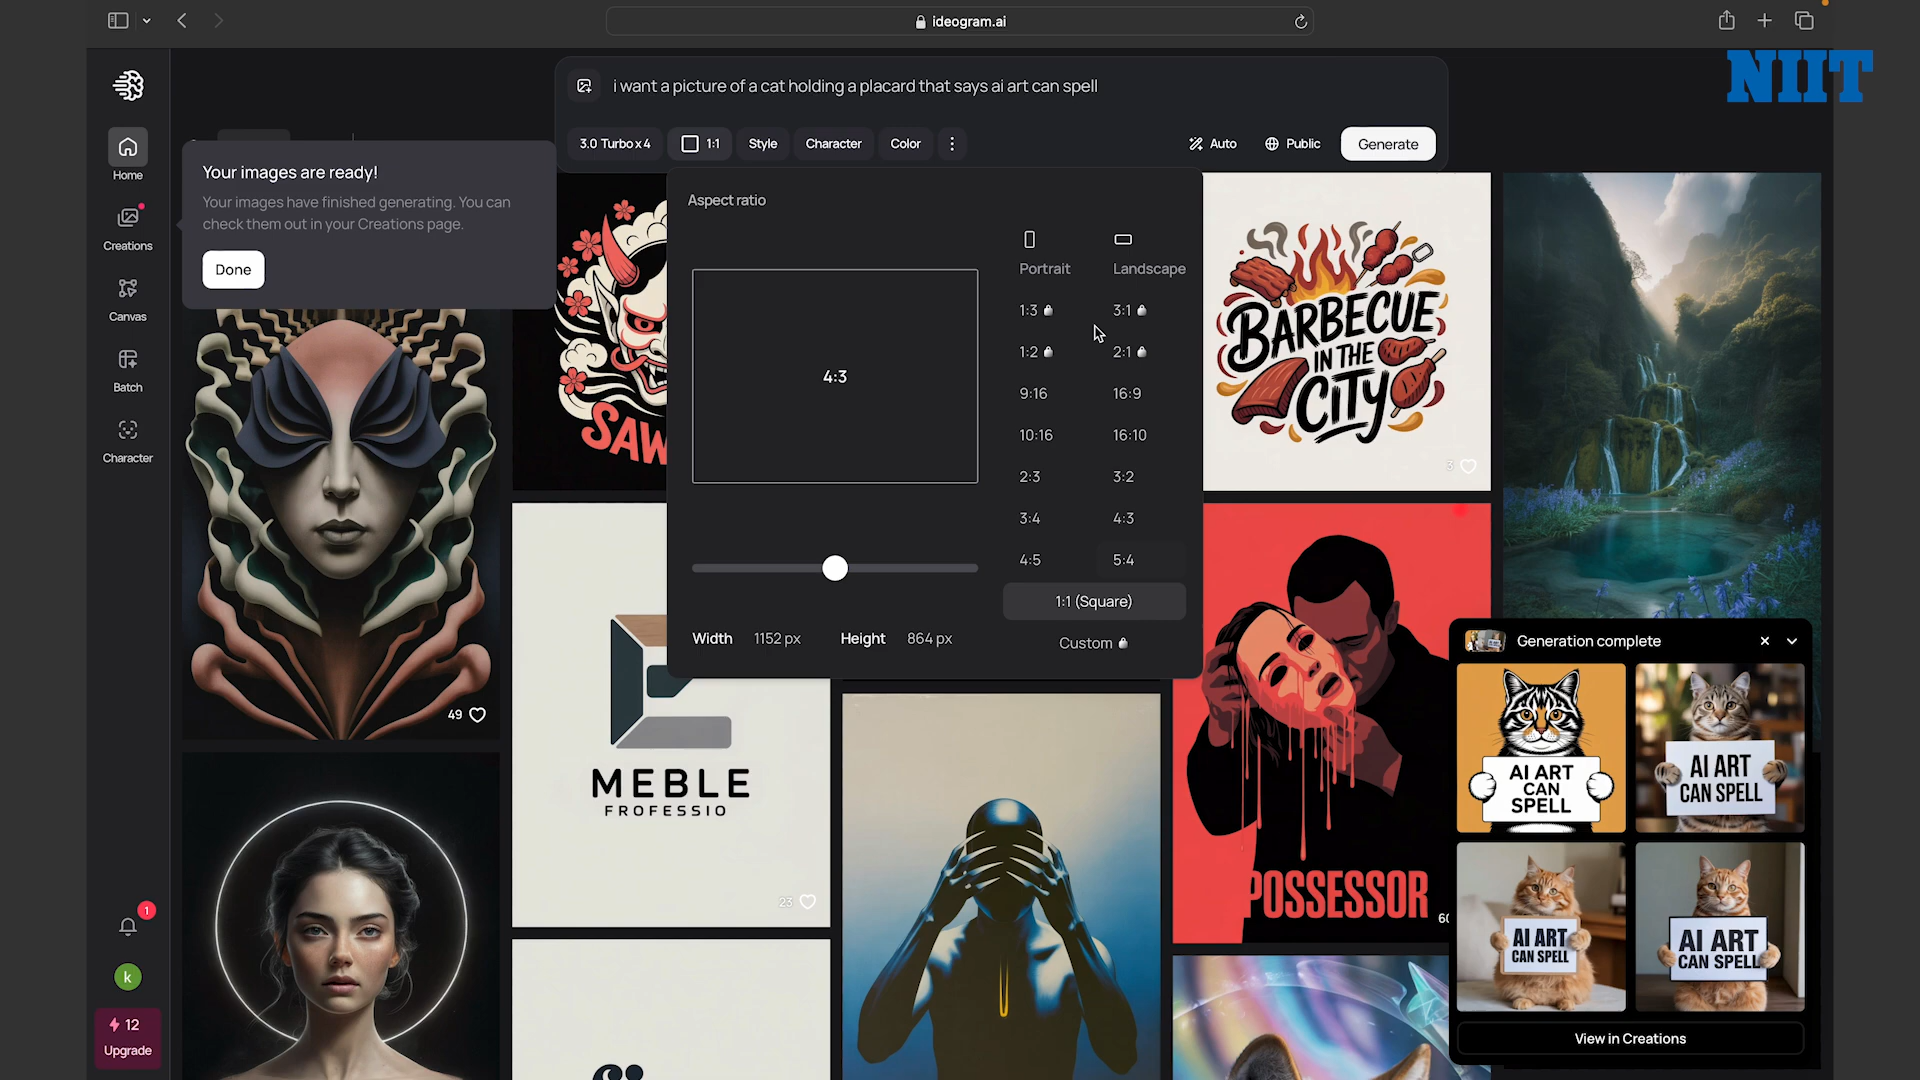 ideogram.ai
NIIT
i want a picture of a cat holding a placard that says ai art can spell
3.0 Turbo x 4
1:1
Style
Character
Color
Auto
Public
Generate
Home
Creations
Canvas
Batch
Character
1
k
12
Upgrade
Your images are ready!
Your images have finished generating. You can
check them out in your Creations page.
Done
Aspect ratio
4:3
Portrait
Landscape
1:3
3:1
1:2
2:1
9:16
16:9
10:16
16:10
2:3
3:2
3:4
4:3
4:5
5:4
1:1 (Square)
Custom
Width
1152 px
Height
864 px
SAW
BARBECUE
IN THE
CITY
3
49
MEBLE
FROFESSIO
23
POSSESSOR
60
Generation complete
AI ART
CAN
SPELL
AI ART
CAN SPELL
AI ART
CAN SPELL
AI ART
CAN SPELL
View in Creations